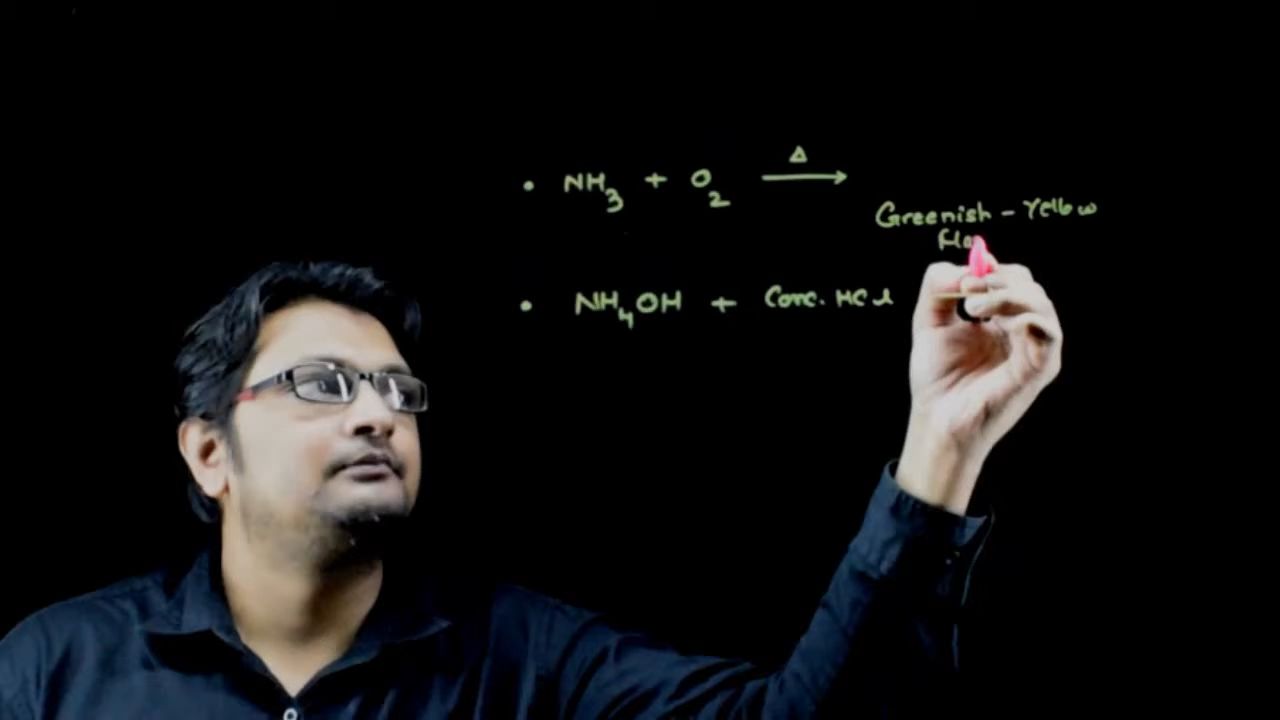 • NH3 + O2 Δ→
Greenish - Yellow
• NH4OH + Conc. HCl